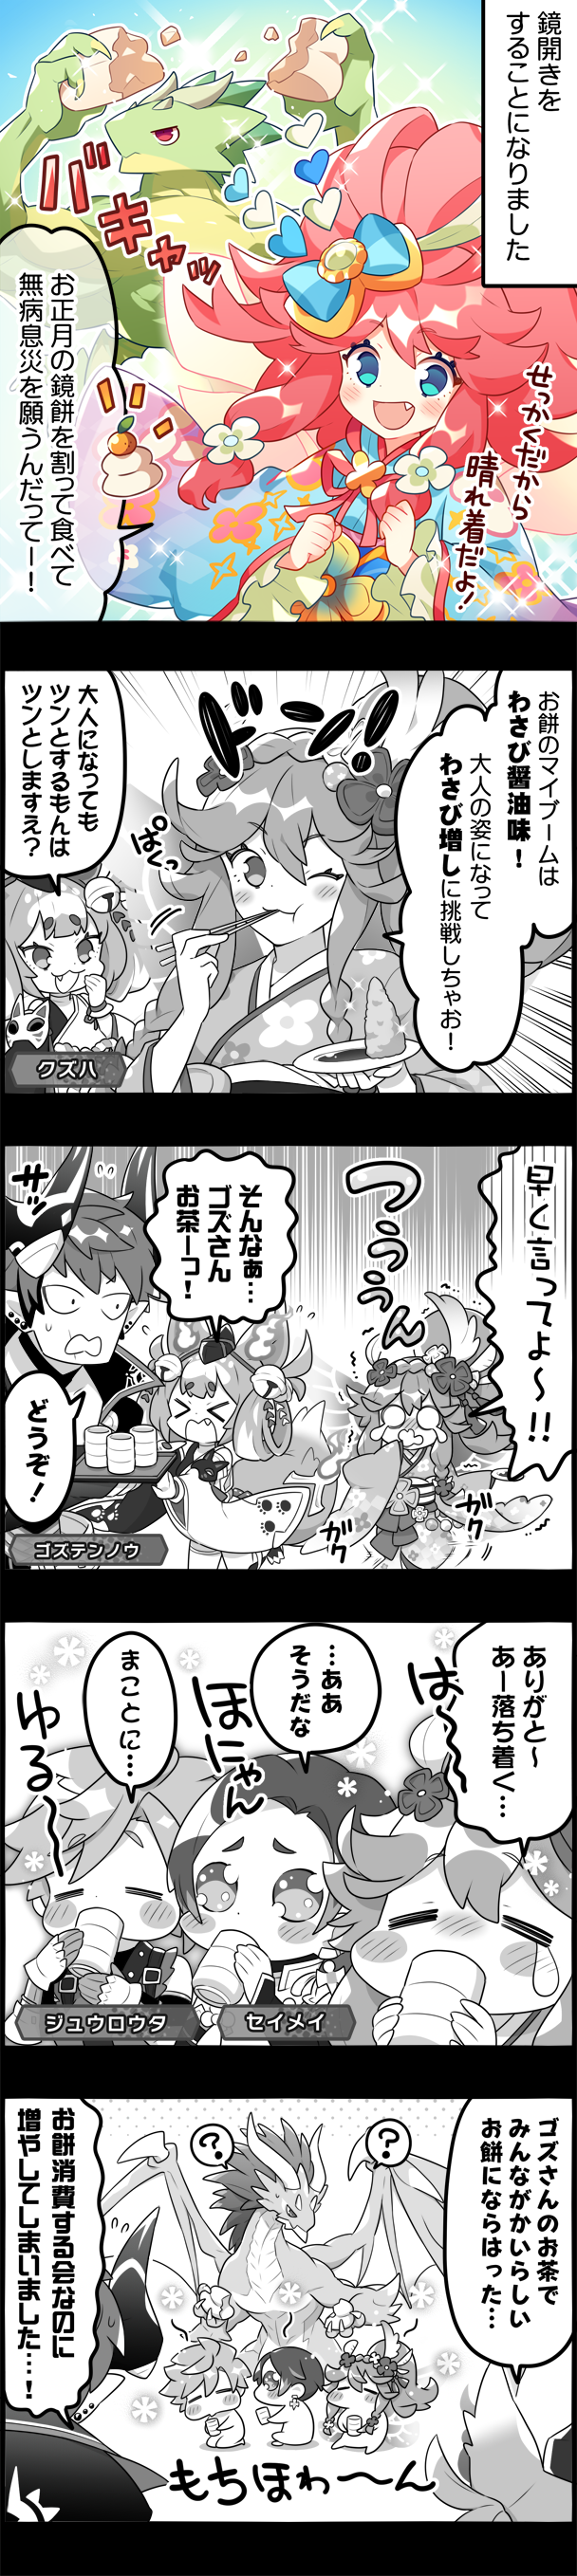 鏡開きを
することになりました
バキャッ
せっかくだから
晴れ着だよ!
お正月の鏡餅を割って食べて
無病息災を願うんだってー!
お餅のマイブームは
わさび醤油味!
大人の姿になって
わさび増しに挑戦しちゃお!
ドーン!
ぱくっ
大人になっても
ツンとするもんは
ツンとしますえ?
クズハ
早く言ってよ〜!!
つううん
ガク
ガク
そんなぁ…
ゴズさん
お茶一つ!
サッ
どうぞ!
ゴズテンノウ
ありがと〜
あー落ち着く…
は〜
…ああ
そうだな
ほにゃん
まことに…
ゆる〜
セイメイ
ジュウロウタ
ゴズさんのお茶で
みんながかいらしい
お餅にならはった…
?
?
もちほわ〜ん
お餅消費する会なのに
増やしてしまいました…!